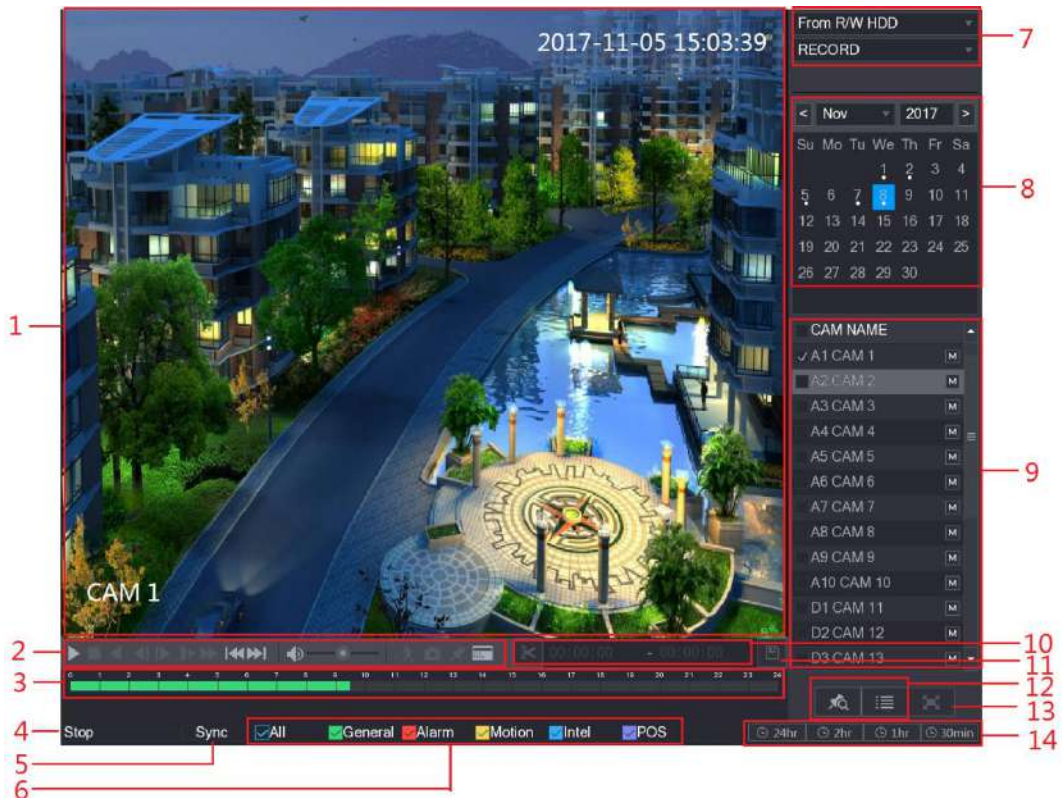 From R/W HDD
7
RECORD
2017-11-05 15:03:39
< Nov 2017 >
Su Mo Tu We Th Fr Sa
1 2 3 4
5 6 7 8 9 10 11
8
12 13 14 15 16 17 18
19 20 21 22 23 24 25
26 27 28 29 30
1
CAM NAME
A1 CAM 1 M
A2 CAM 2 M
A3 CAM 3 M
A4 CAM 4 M
A5 CAM 5 M
9
A6 CAM 6 M
A7 CAM 7 M
A8 CAM 8 M
A9 CAM 9 M
A10 CAM 10 M
D1 CAM 11 M
D2 CAM 12 M
D3 CAM 13 M
CAM 1
2
00:00:00 - 00:00:00
10
11
3
0 1 2 3 4 5 6 7 8 9 10 11 12 13 14 15 16 17 18 19 20 21 22 23 24
12
13
4
Stop Sync All General Alarm Motion Intel POS
24hr 2hr 1hr 30min
14
5
6